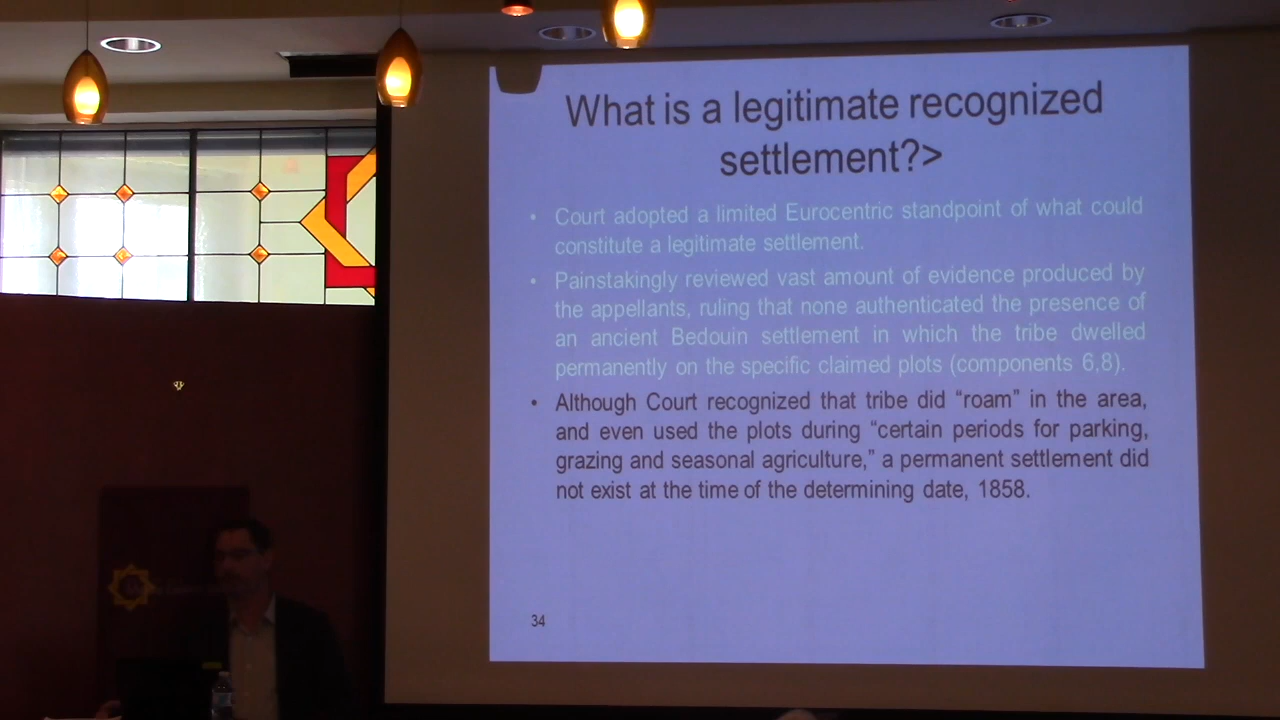 What is a legitimate recognized
settlement?>
• Court adopted a limited Eurocentric standpoint of what could
constitute a legitimate settlement.
• Painstakingly reviewed vast amount of evidence produced by
the appellants, ruling that none authenticated the presence of
an ancient Bedouin settlement in which the tribe dwelled
permanently on the specific claimed plots (components 6,8).
• Although Court recognized that tribe did “roam” in the area,
and even used the plots during “certain periods for parking,
grazing and seasonal agriculture,” a permanent settlement did
not exist at the time of the determining date, 1858.
34